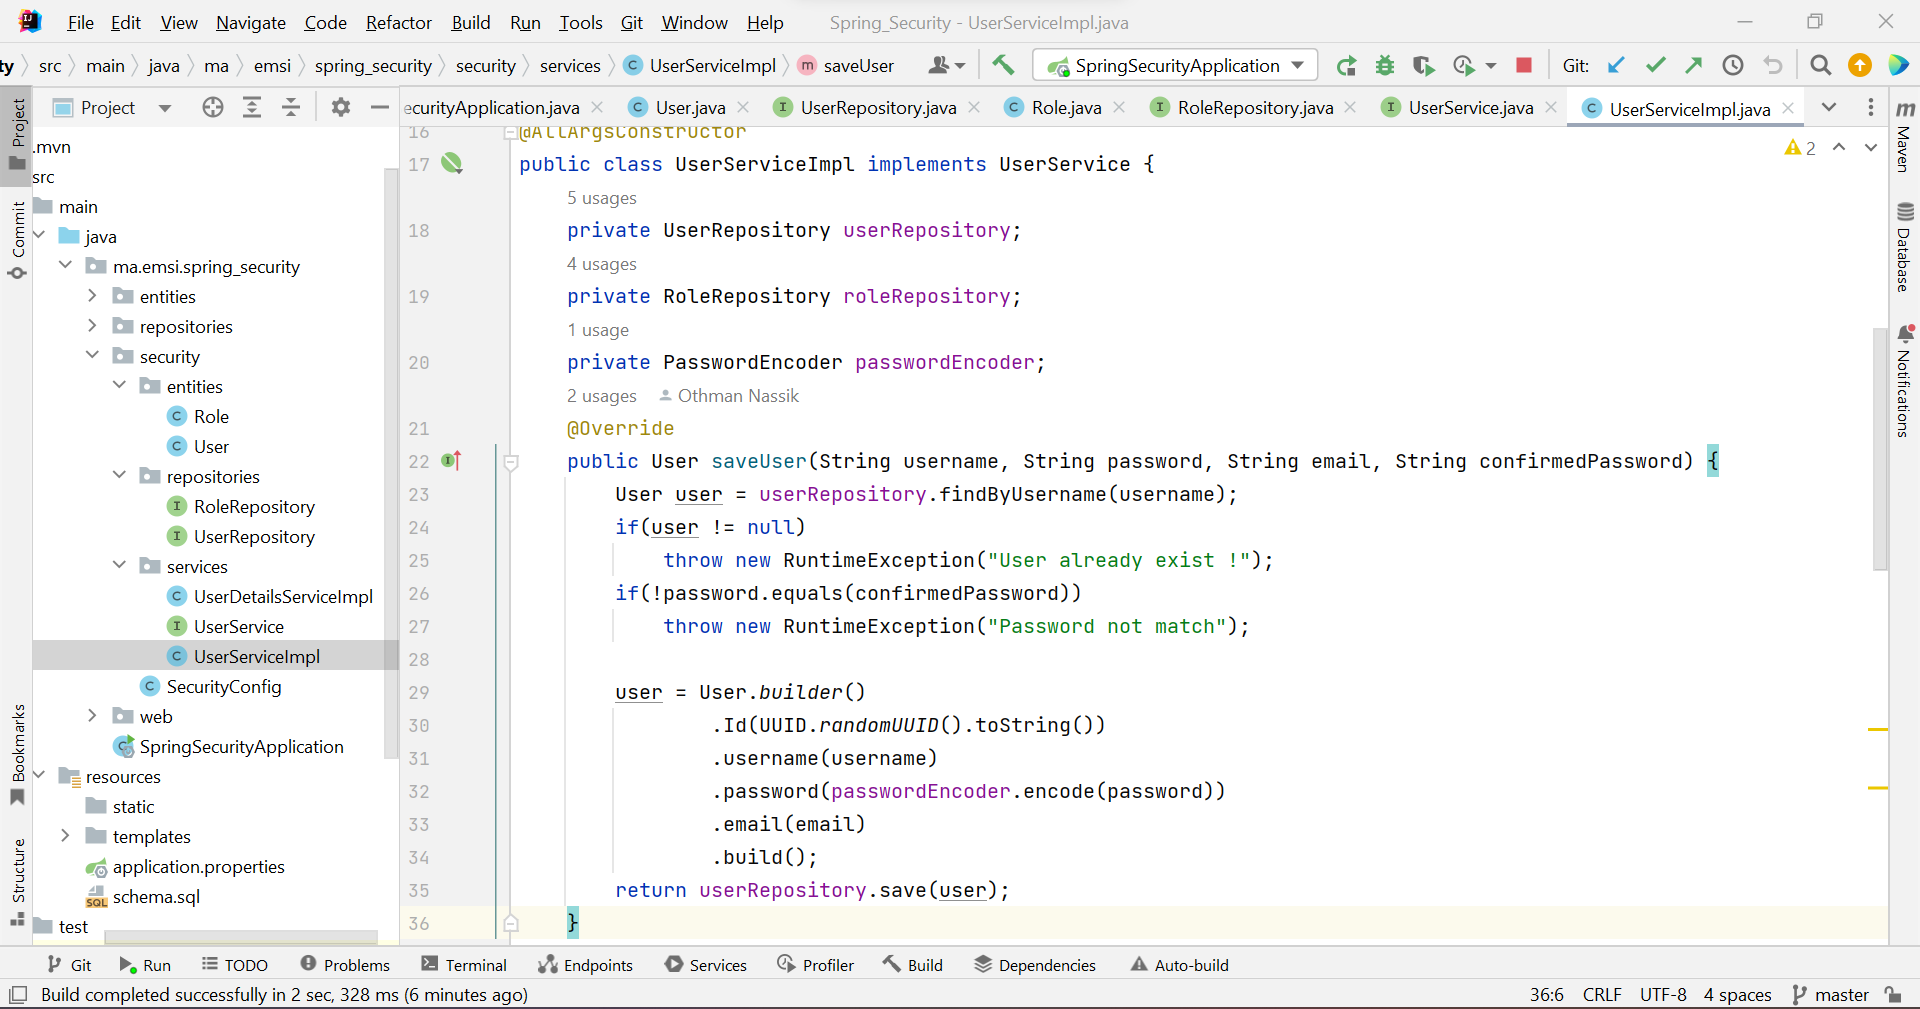 File Edit View Navigate Code Refactor Build Run Tools Git Window Help Spring_Security - UserServiceImpl.java
ty src main java ma emsi spring_security security services UserServiceImpl saveUser SpringSecurityApplication Git:
Project ecurityApplication.java User.java UserRepository.java Role.java RoleRepository.java UserService.java UserServiceImpl.java
Project
Commit
Bookmarks
Structure
.mvn
src
main
java
ma.emsi.spring_security
entities
repositories
security
entities
Role
User
repositories
RoleRepository
UserRepository
services
UserDetailsServiceImpl
UserService
UserServiceImpl
SecurityConfig
web
SpringSecurityApplication
resources
static
templates
application.properties
SQL schema.sql
test
16 @AllArgsConstructor
17 public class UserServiceImpl implements UserService {
5 usages
18 private UserRepository userRepository;
4 usages
19 private RoleRepository roleRepository;
1 usage
20 private PasswordEncoder passwordEncoder;
2 usages Othman Nassik
21 @Override
22 public User saveUser(String username, String password, String email, String confirmedPassword) {
23 User user = userRepository.findByUsername(username);
24 if(user != null)
25 throw new RuntimeException("User already exist !");
26 if(!password.equals(confirmedPassword))
27 throw new RuntimeException("Password not match");
28
29 user = User.builder()
30 .Id(UUID.randomUUID().toString())
31 .username(username)
32 .password(passwordEncoder.encode(password))
33 .email(email)
34 .build();
35 return userRepository.save(user);
36 }
2
Maven
Database
Notifications
Git Run TODO Problems Terminal Endpoints Services Profiler Build Dependencies Auto-build
Build completed successfully in 2 sec, 328 ms (6 minutes ago) 36:6 CRLF UTF-8 4 spaces master